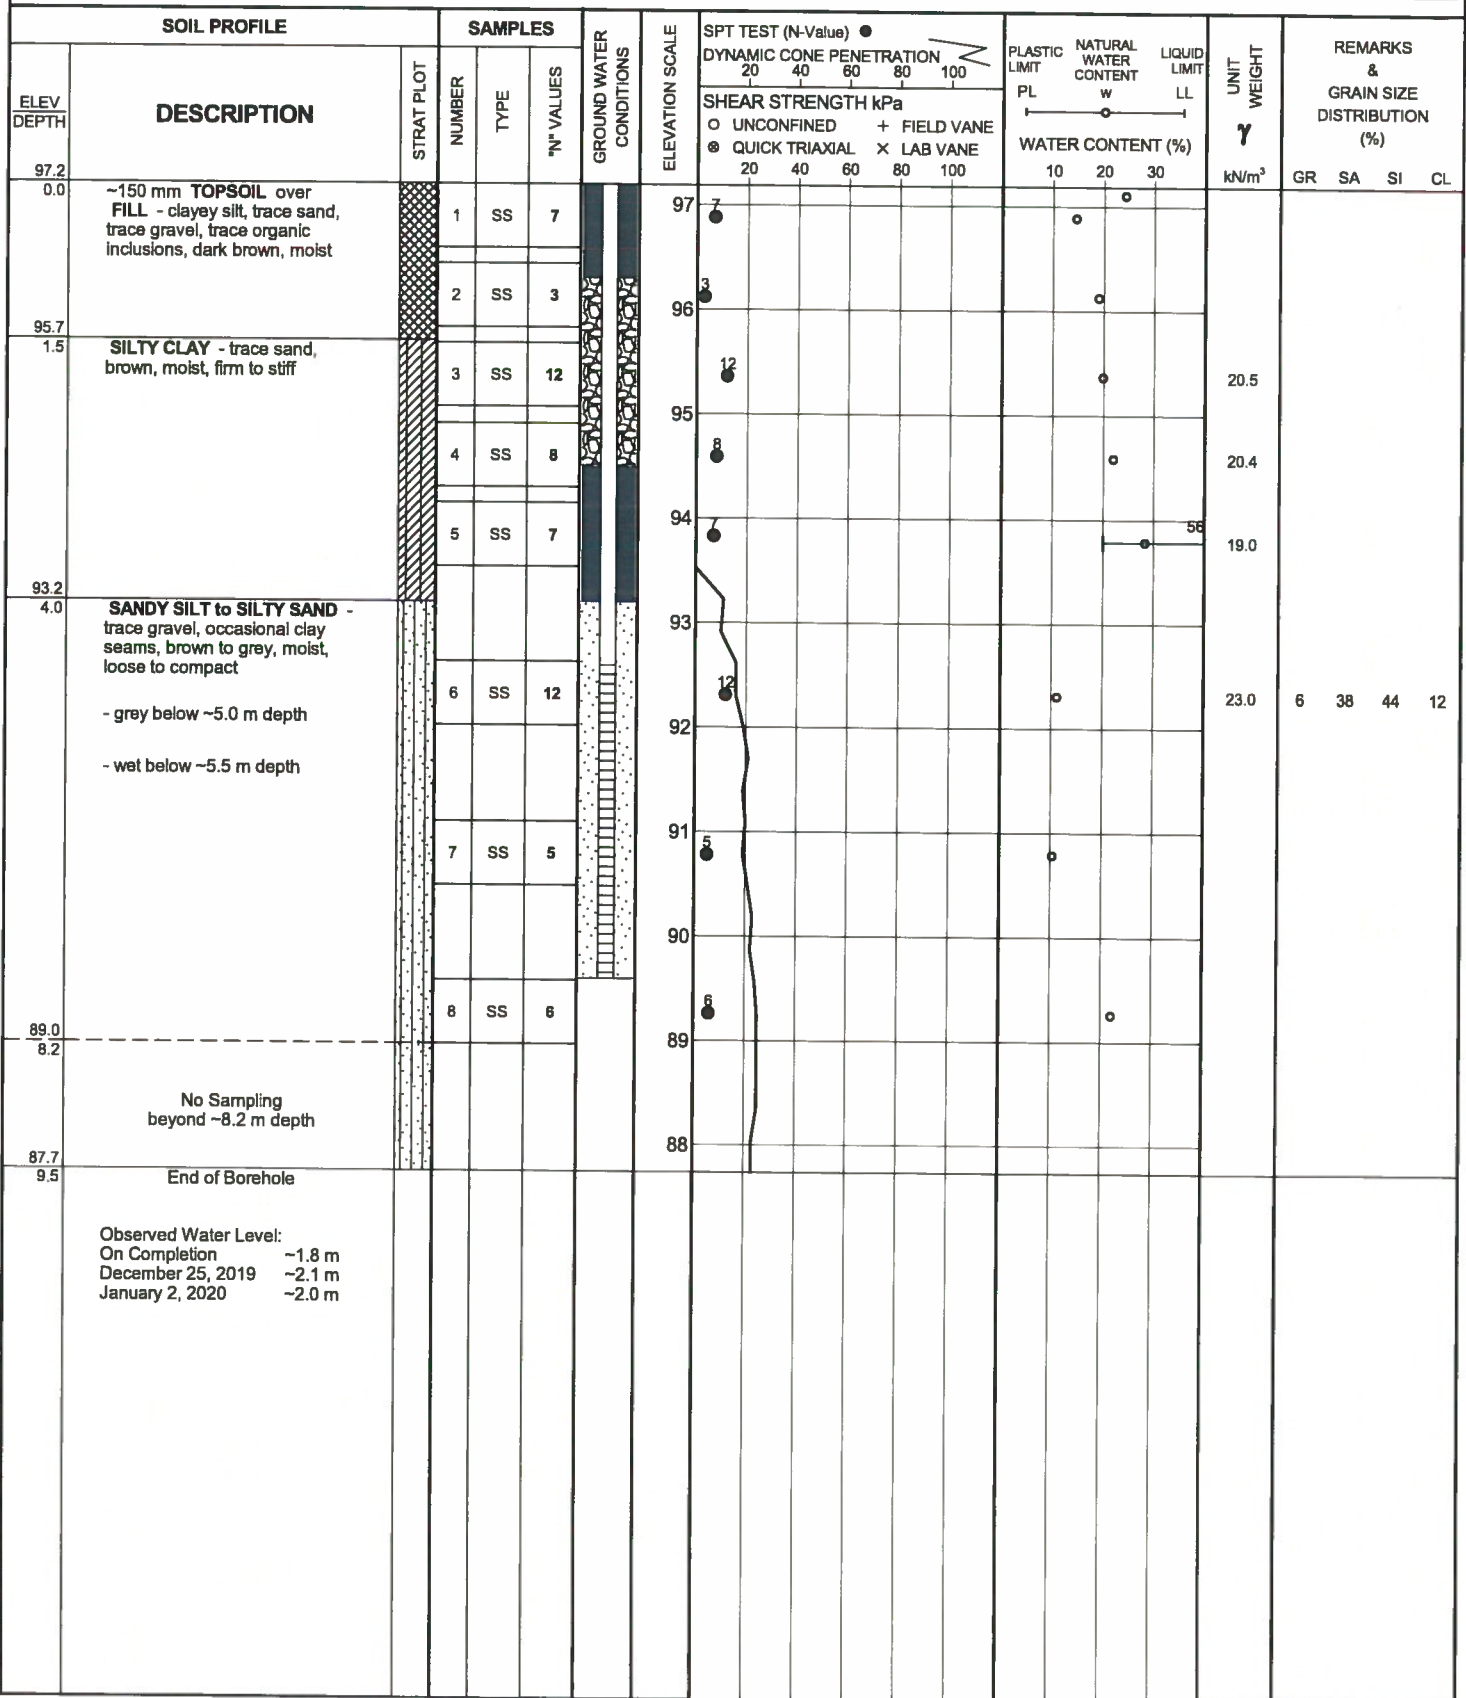 SOIL PROFILE
SAMPLES
ELEV
DEPTH
DESCRIPTION
STRAT PLOT
NUMBER
TYPE
"N" VALUES
GROUND WATER
CONDITIONS
ELEVATION SCALE
SPT TEST (N-Value) ●
DYNAMIC CONE PENETRATION
20 40 60 80 100
SHEAR STRENGTH kPa
O UNCONFINED + FIELD VANE
⊗ QUICK TRIAXIAL × LAB VANE
20 40 60 80 100
PLASTIC LIMIT
NATURAL WATER CONTENT
LIQUID LIMIT
PL w LL
WATER CONTENT (%)
10 20 30
UNIT WEIGHT
γ
kN/m³
REMARKS
&
GRAIN SIZE
DISTRIBUTION
(%)
GR SA SI CL
97.2
0.0
~150 mm TOPSOIL over
FILL - clayey silt, trace sand,
trace gravel, trace organic
inclusions, dark brown, moist
1 SS 7
97
7
2 SS 3
3
96
95.7
1.5
SILTY CLAY - trace sand,
brown, moist, firm to stiff
3 SS 12
12
20.5
95
4 SS 8
8
20.4
94
5 SS 7
7
56
19.0
93.2
4.0
SANDY SILT to SILTY SAND -
trace gravel, occasional clay
seams, brown to grey, moist,
loose to compact
93
6 SS 12
12
23.0 6 38 44 12
- grey below ~5.0 m depth
92
- wet below ~5.5 m depth
91
7 SS 5
5
90
8 SS 6
6
89.0
8.2
89
No Sampling
beyond ~8.2 m depth
88
87.7
9.5
End of Borehole
Observed Water Level:
On Completion ~1.8 m
December 25, 2019 ~2.1 m
January 2, 2020 ~2.0 m